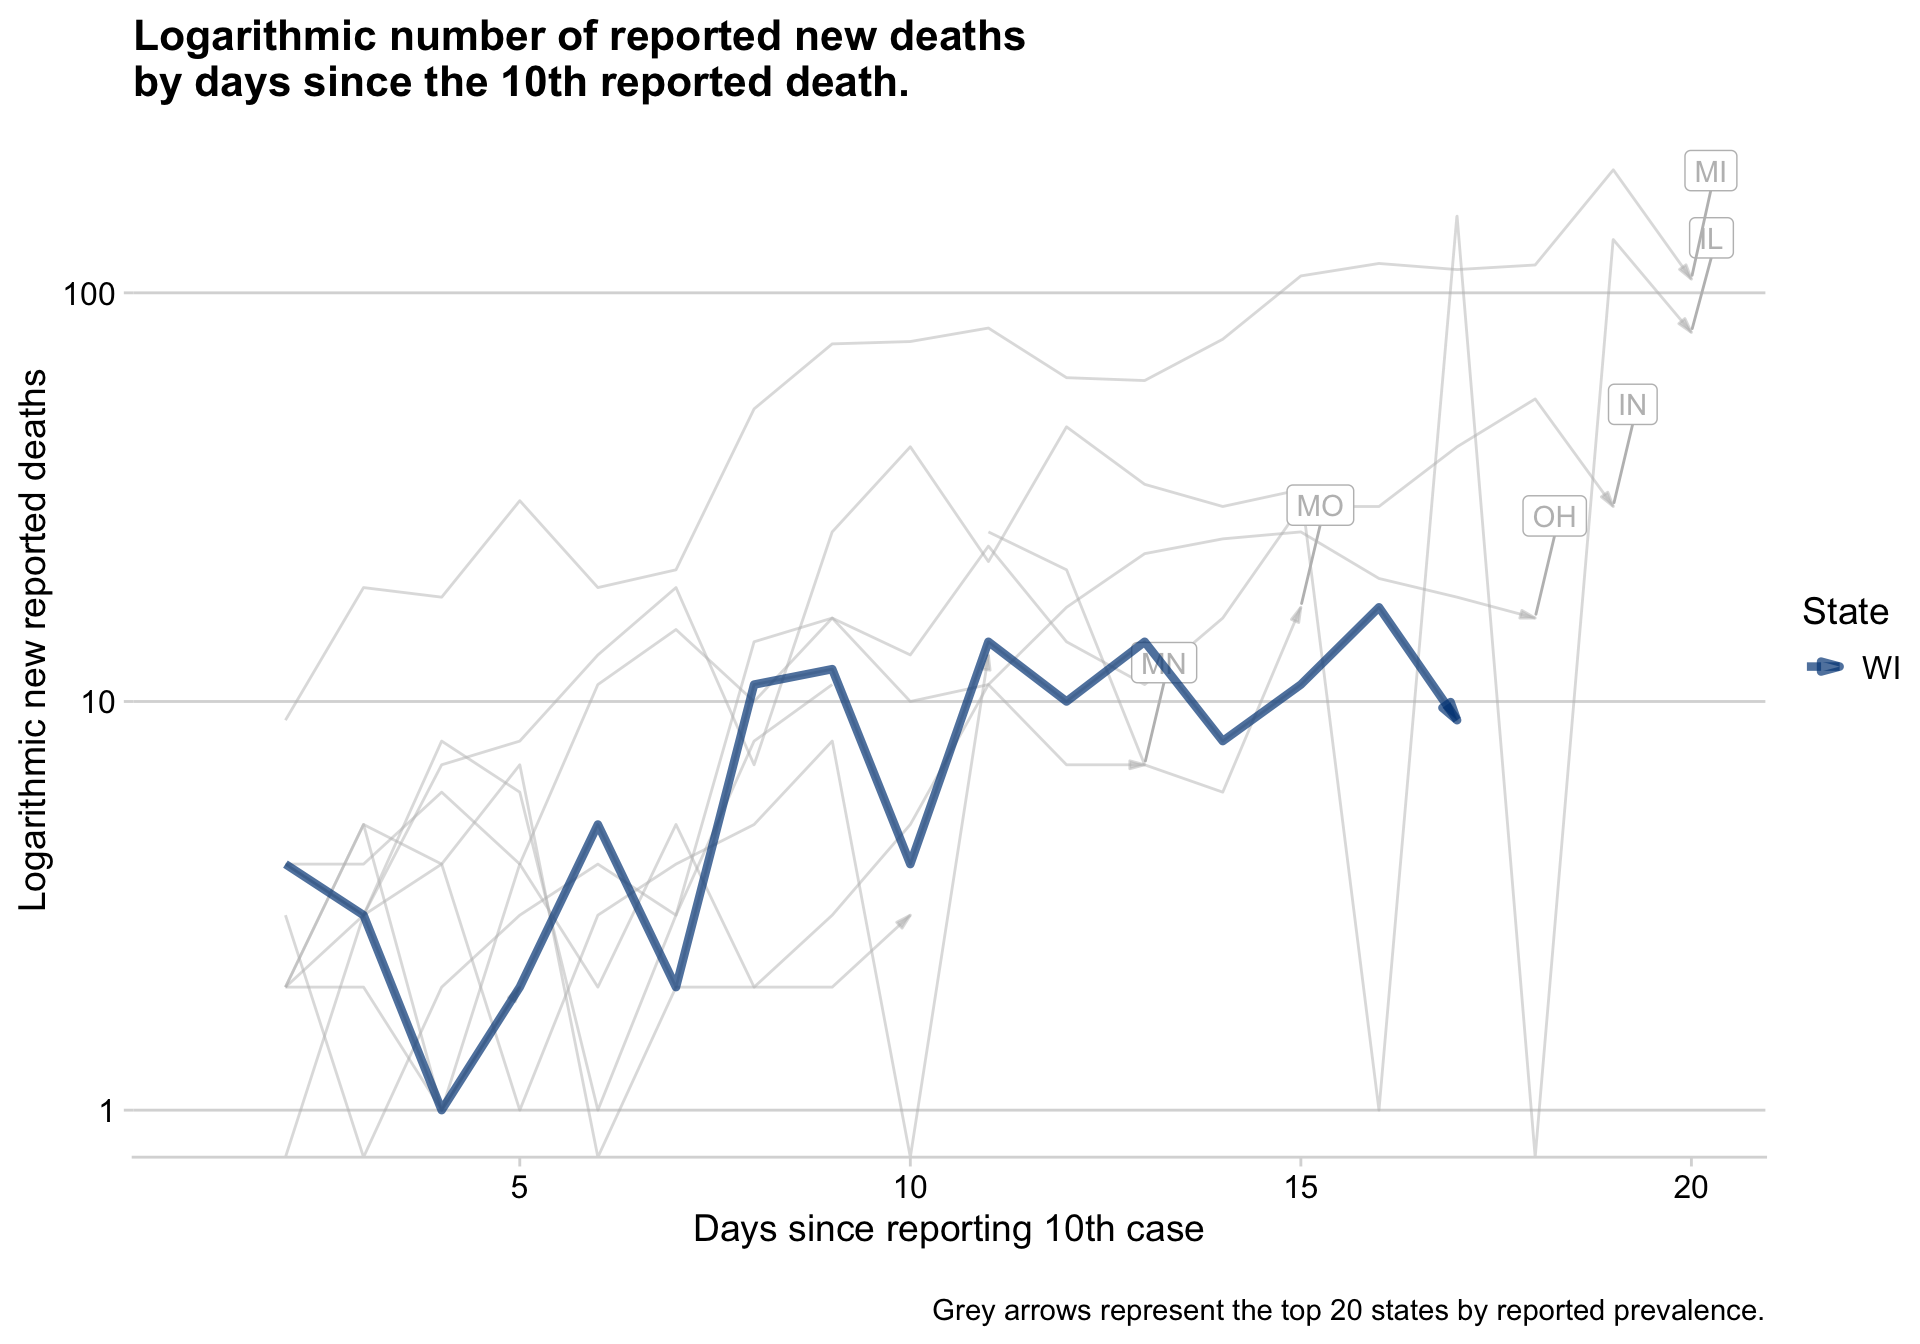 Logarithmic number of reported new deaths
by days since the 10th reported death.
MI
IL
100
IN
MO
OH
MN
10
1
Logarithmic new reported deaths
State
WI
5 10 15 20
Days since reporting 10th case
Grey arrows represent the top 20 states by reported prevalence.